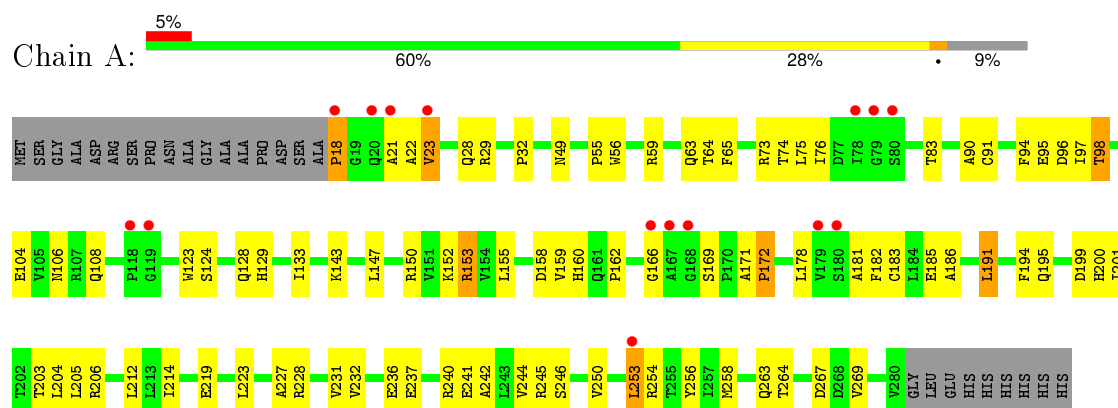 5%
Chain A:
60% 28% • 9%
MET SER GLY ALA ASP ARG SER PRO ASN ALA GLY ALA ALA PRO ASP SER ALA P18 G19 Q20 A21 A22 V23 Q28 R29 P32 N49 P55 W56 R59 Q63 T64 F65 R73 T74 L75 I76 D77 I78 G79 S80 T83 A90 C91 F94 E95 D96 I97 T98
E104 V105 N106 R107 Q108 P118 G119 W123 S124 Q128 H129 I133 K143 L147 R150 V151 K152 R153 V154 L155 D158 V159 H160 Q161 P162 G166 A167 G168 S169 P170 A171 P172 L178 V179 S180 A181 F182 C183 L184 E185 A186 L191 F194 Q195 D199 H200 I201
T202 T203 L204 L205 R206 L212 L213 I214 E219 L223 A227 R228 V231 V232 E236 E237 R240 E241 A242 L243 V244 R245 S246 V250 L253 R254 T255 Y256 I257 M258 Q263 T264 D267 D268 V269 V280 GLY LEU GLU HIS HIS HIS HIS HIS HIS